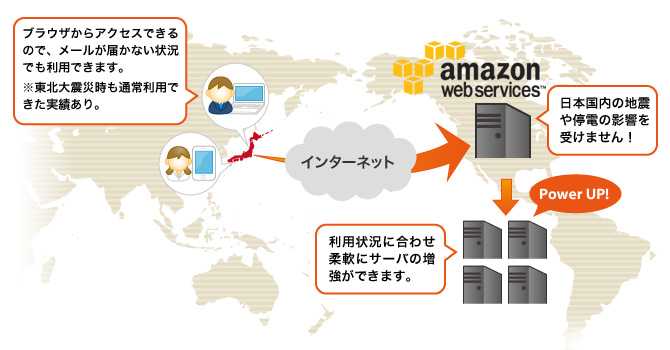 ブラウザからアクセスできる
ので、メールが届かない状況
でも利用できます。
※東北大震災時も通常利用で
きた実績あり。
amazon
web services™
日本国内の地震
や停電の影響を
受けません！
インターネット
Power UP!
利用状況に合わせ
柔軟にサーバの増
強ができます。